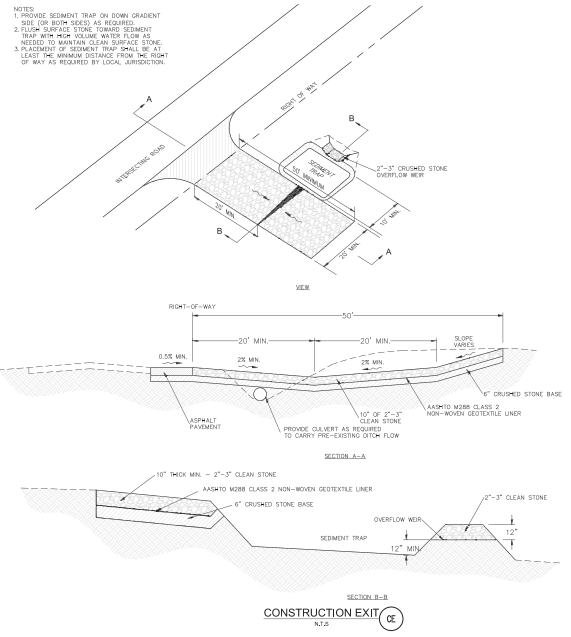 NOTES:
1. PROVIDE SEDIMENT TRAP ON DOWN GRADIENT
SIDE (OR BOTH SIDES) AS REQUIRED.
2. FLUSH SURFACE STONE TOWARD SEDIMENT
TRAP WITH HIGH VOLUME WATER FLOW AS
NEEDED TO MAINTAIN CLEAN SURFACE STONE.
3. PLACEMENT OF SEDIMENT TRAP SHALL BE AT
LEAST THE MINIMUM DISTANCE FROM THE RIGHT
OF WAY AS REQUIRED BY LOCAL JURISDICTION.
A
RIGHT OF WAY
B
INTERSECTING ROAD
SEDIMENT
TRAP
50' MINIMUM
2"-3" CRUSHED STONE
OVERFLOW WEIR
B
10' MIN.
20' MIN.
A
VIEW
RIGHT-OF-WAY
50'
20' MIN.
20' MIN.
SLOPE
VARIES
0.5% MIN.
2% MIN.
2% MIN.
6" CRUSHED STONE BASE
AASHTO M288 CLASS 2
NON-WOVEN GEOTEXTILE LINER
10" OF 2"-3"
CLEAN STONE
ASPHALT
PAVEMENT
PROVIDE CULVERT AS REQUIRED
TO CARRY PRE-EXISTING DITCH FLOW
SECTION A-A
10" THICK MIN. - 2"-3" CLEAN STONE
AASHTO M288 CLASS 2 NON-WOVEN GEOTEXTILE LINER
6" CRUSHED STONE BASE
2"-3" CLEAN STONE
OVERFLOW WEIR
SEDIMENT TRAP
12"
12" MIN.
SECTION B-B
CONSTRUCTION EXIT
CE
N.T.S